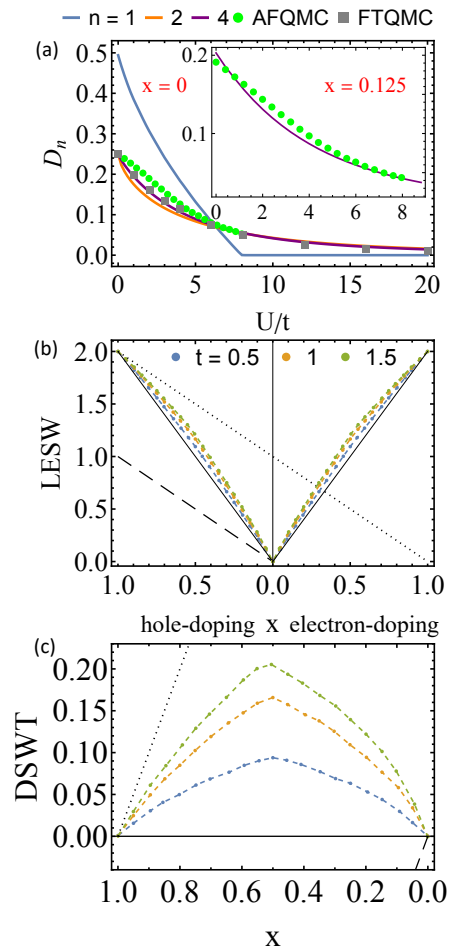 n = 1 2 4 AFQMC FTQMC
(a)
0.5
0.4
0.3
0.2
0.1
0.0
Dn
x = 0
x = 0.125
0.2
0.1
0 2 4 6 8
0 5 10 15 20
U/t
(b)
t = 0.5 1 1.5
2.0
1.5
1.0
0.5
0.0
LESW
1.0 0.5 0.0 0.5 1.0
hole-doping x electron-doping
(c)
0.20
0.15
0.10
0.05
0.00
DSWT
1.0 0.8 0.6 0.4 0.2 0.0
x